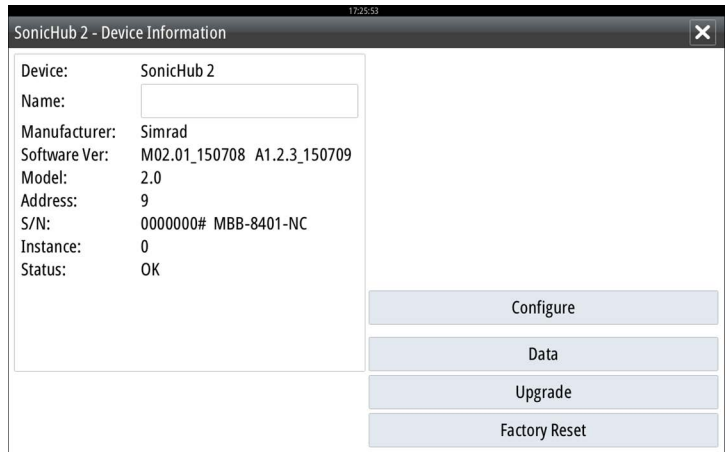 17:25:53
SonicHub 2 - Device Information
Device: SonicHub 2
Name:
Manufacturer: Simrad
Software Ver: M02.01_150708 A1.2.3_150709
Model: 2.0
Address: 9
S/N: 0000000# MBB-8401-NC
Instance: 0
Status: OK
Configure
Data
Upgrade
Factory Reset